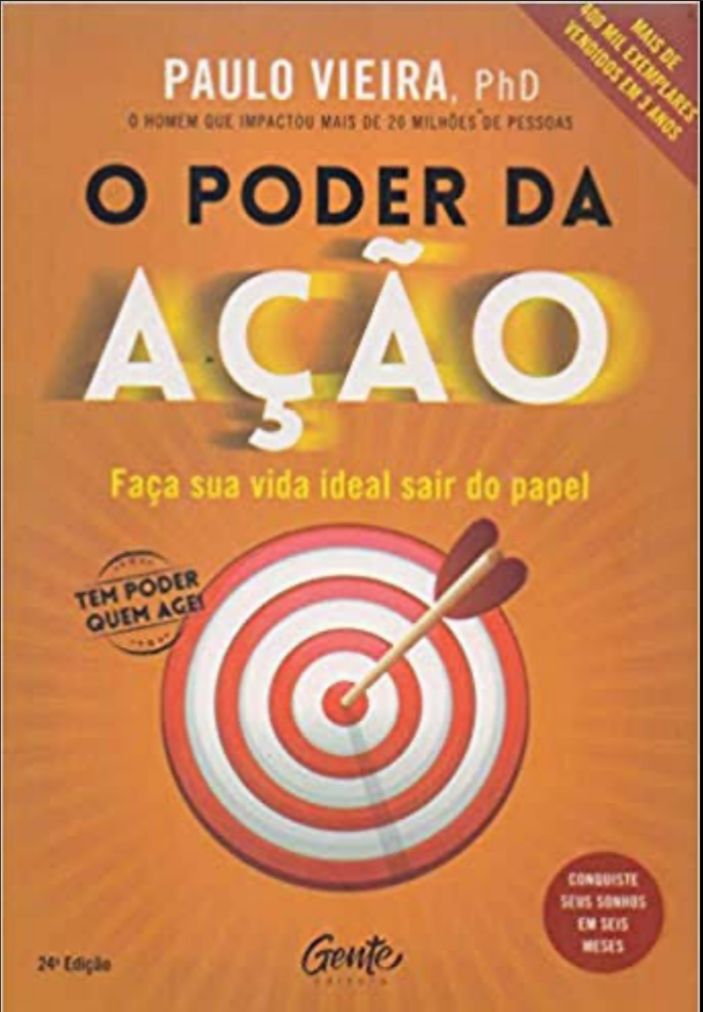 MAIS DE
400 MIL EXEMPLARES
VENDIDOS EM 3 ANOS
PAULO VIEIRA, PhD
O HOMEM QUE IMPACTOU MAIS DE 20 MILHÕES DE PESSOAS
O PODER DA
AÇÃO
Faça sua vida ideal sair do papel
TEM PODER
QUEM AGE!
CONQUISTE
SEUS SONHOS
EM SEIS
MESES
24ª Edição
Gente
editora